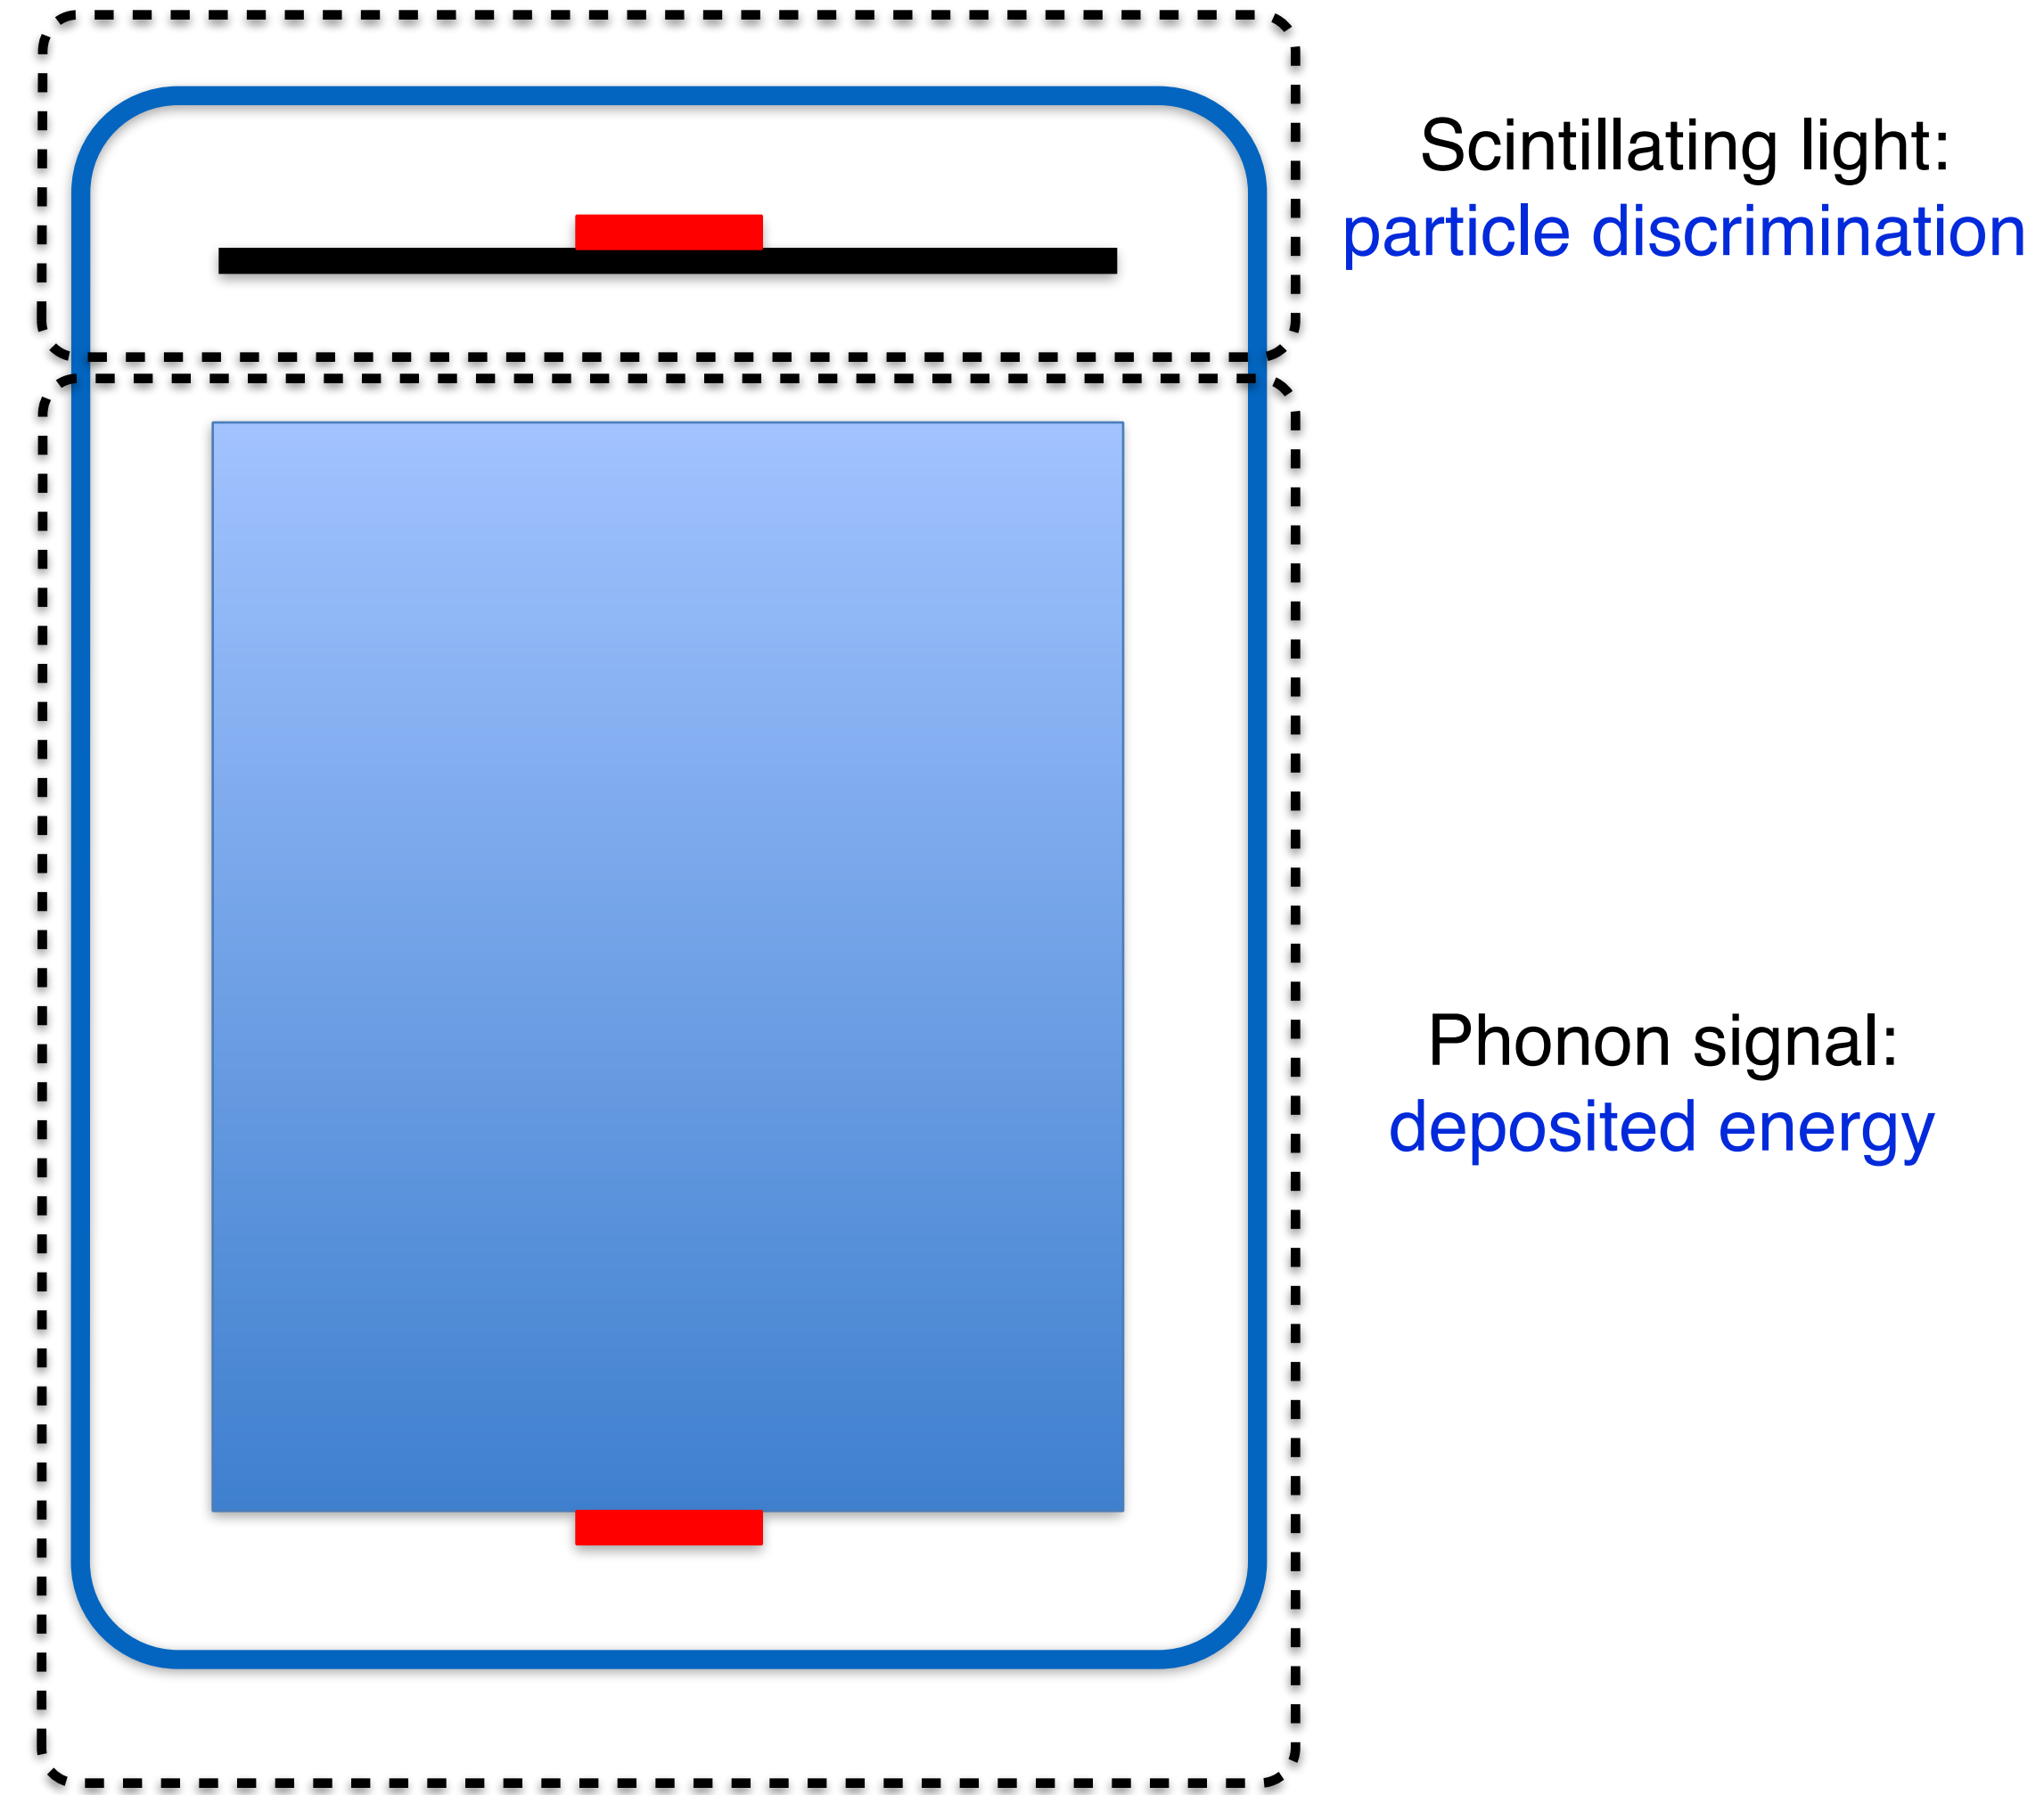 Scintillating light:
particle discrimination
Phonon signal:
deposited energy